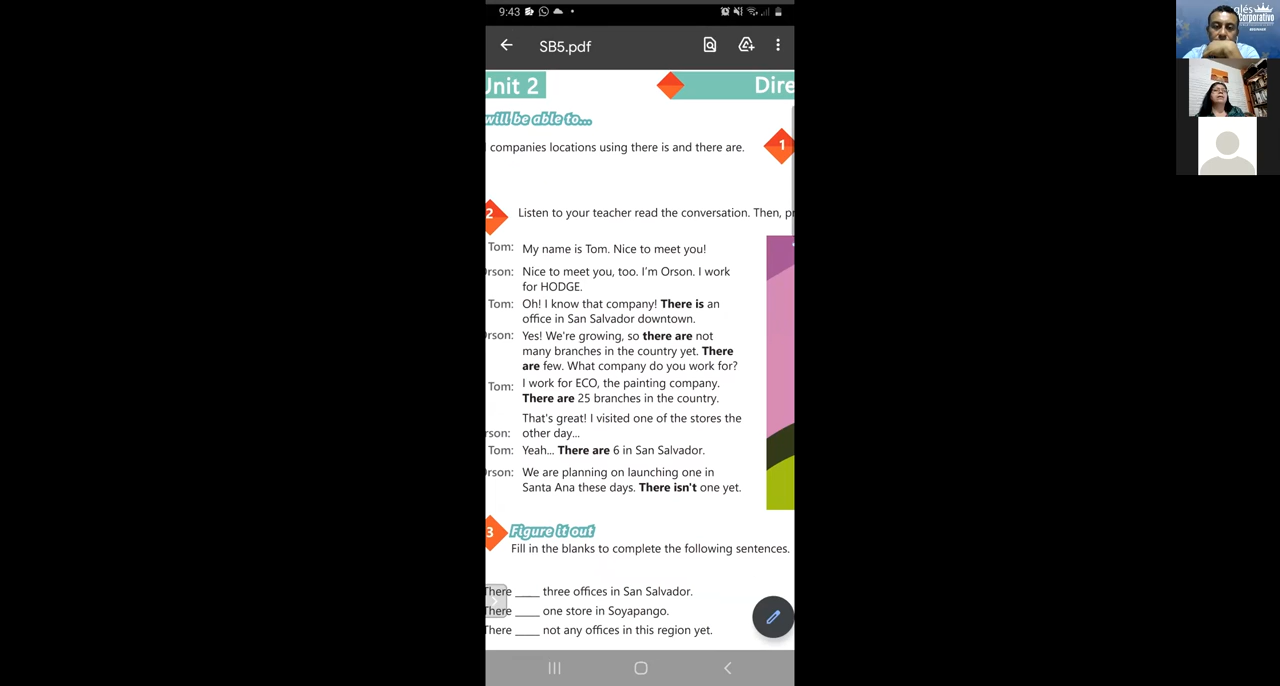 9:43
SB5.pdf
Unit 2
Dire
will be able to...
companies locations using there is and there are.
1
2
Listen to your teacher read the conversation. Then, pr
Tom: My name is Tom. Nice to meet you!
Orson: Nice to meet you, too. I'm Orson. I work
for HODGE.
Tom: Oh! I know that company! There is an
office in San Salvador downtown.
Orson: Yes! We're growing, so there are not
many branches in the country yet. There
are few. What company do you work for?
Tom: I work for ECO, the painting company.
There are 25 branches in the country.
That's great! I visited one of the stores the
rson: other day...
Tom: Yeah... There are 6 in San Salvador.
Orson: We are planning on launching one in
Santa Ana these days. There isn't one yet.
3
Figure it out
Fill in the blanks to complete the following sentences.
There ____ three offices in San Salvador.
There ____ one store in Soyapango.
There ____ not any offices in this region yet.
glés
Corporativo